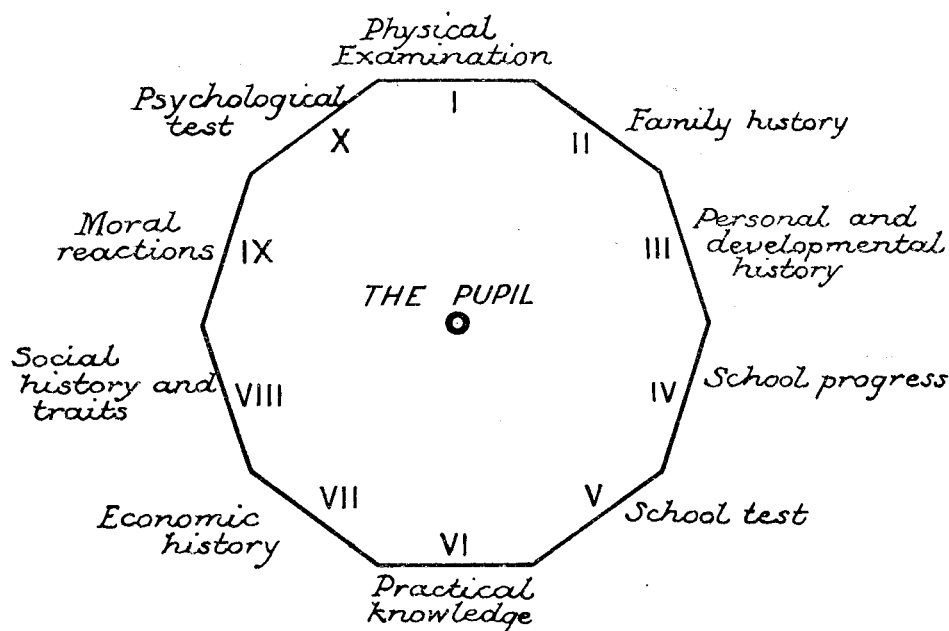 Physical
Examination
I
Family history
II
Personal and
developmental
history
III
School progress
IV
School test
V
Practical
knowledge
VI
Economic
history
VII
Social
history and
traits
VIII
Moral
reactions
IX
Psychological
test
X
THE PUPIL